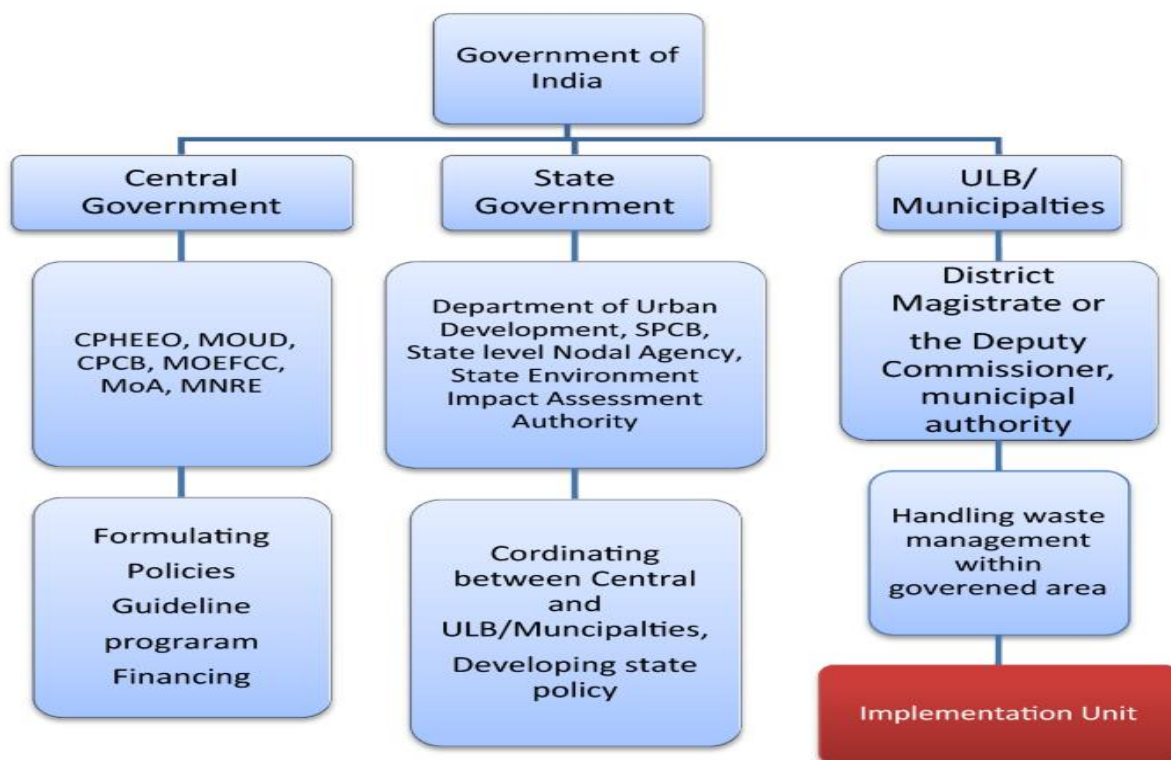 Government of
India
Central
Government
State
Government
ULB/
Municipalties
CPHEEO, MOUD,
CPCB, MOEFCC,
MoA, MNRE
Department of Urban
Development, SPCB,
State level Nodal Agency,
State Environment
Impact Assessment
Authority
District
Magistrate or
the Deputy
Commissioner,
municipal
authority
Formulating
Policies
Guideline
prograram
Financing
Cordinating
between Central
and
ULB/Muncipalties,
Developing state
policy
Handling waste
management
within
goverened area
Implementation Unit